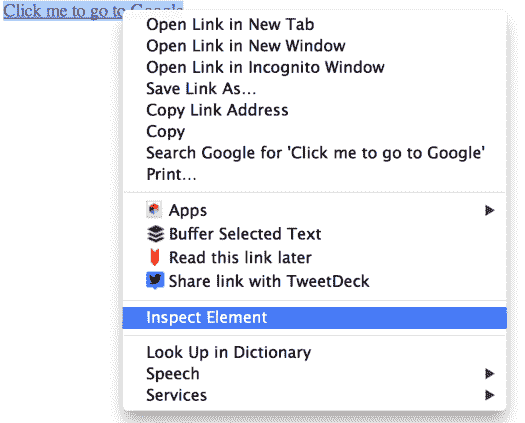 Click me to go to Google
Open Link in New Tab
Open Link in New Window
Open Link in Incognito Window
Save Link As...
Copy Link Address
Copy
Search Google for 'Click me to go to Google'
Print...
Apps
Buffer Selected Text
Read this link later
Share link with TweetDeck
Inspect Element
Look Up in Dictionary
Speech
Services